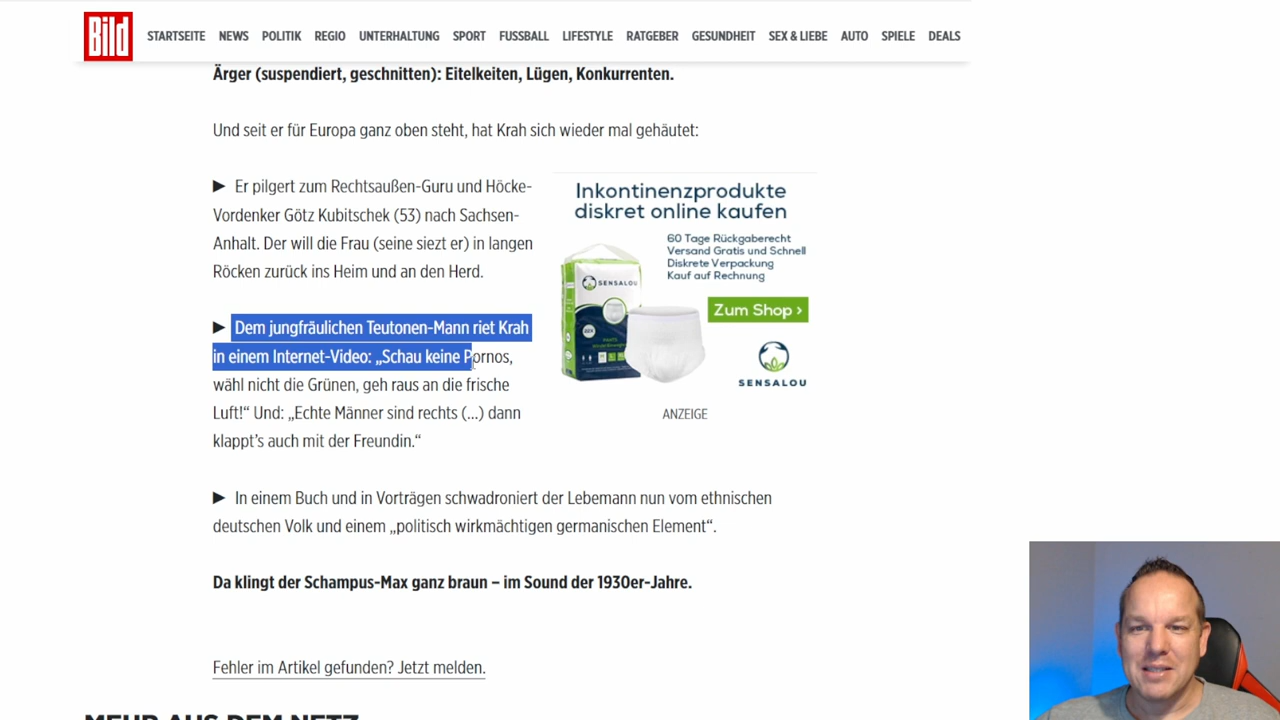 Bild
STARTSEITE NEWS POLITIK REGIO UNTERHALTUNG SPORT FUSSBALL LIFESTYLE RATGEBER GESUNDHEIT SEX & LIEBE AUTO SPIELE DEALS
Ärger (suspendiert, geschnitten): Eitelkeiten, Lügen, Konkurrenten.
Und seit er für Europa ganz oben steht, hat Krah sich wieder mal gehäutet:
► Er pilgert zum Rechtsaußen-Guru und Höcke-
Vordenker Götz Kubitschek (53) nach Sachsen-
Anhalt. Der will die Frau (seine siezt er) in langen
Röcken zurück ins Heim und an den Herd.
► Dem jungfräulichen Teutonen-Mann riet Krah
in einem Internet-Video: „Schau keine Pornos,
wähl nicht die Grünen, geh raus an die frische
Luft!“ Und: „Echte Männer sind rechts (...) dann
klappt’s auch mit der Freundin.“
Inkontinenzprodukte
diskret online kaufen
60 Tage Rückgaberecht
Versand Gratis und Schnell
Diskrete Verpackung
Kauf auf Rechnung
Zum Shop ›
SENSALOU
SENSALOU
ANZEIGE
► In einem Buch und in Vorträgen schwadroniert der Lebemann nun vom ethnischen
deutschen Volk und einem „politisch wirkmächtigen germanischen Element“.
Da klingt der Schampus-Max ganz braun – im Sound der 1930er-Jahre.
Fehler im Artikel gefunden? Jetzt melden.
MEHR AUS DEM NETZ